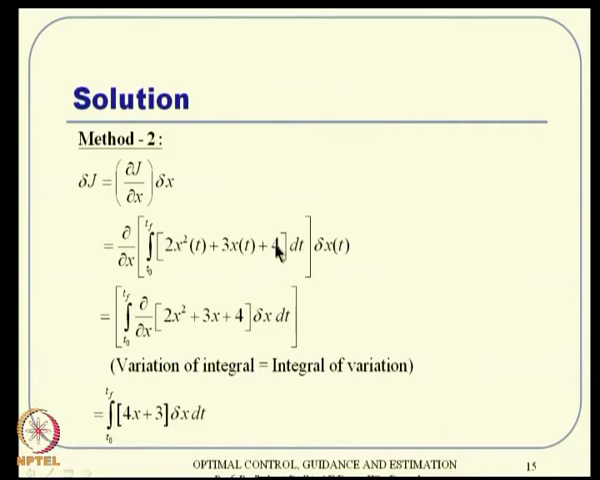 Solution
Method - 2 :
δJ = (∂J/∂x) δx
= ∂/∂x [ ∫_{t_0}^{t_f} [ 2x²(t) + 3x(t) + 4 ] dt ] δx(t)
= [ ∫_{t_0}^{t_f} ∂/∂x [ 2x² + 3x + 4 ] δx dt ]
(Variation of integral = Integral of variation)
= ∫_{t_0}^{t_f} [ 4x + 3 ] δx dt
NPTEL
OPTIMAL CONTROL, GUIDANCE AND ESTIMATION
15